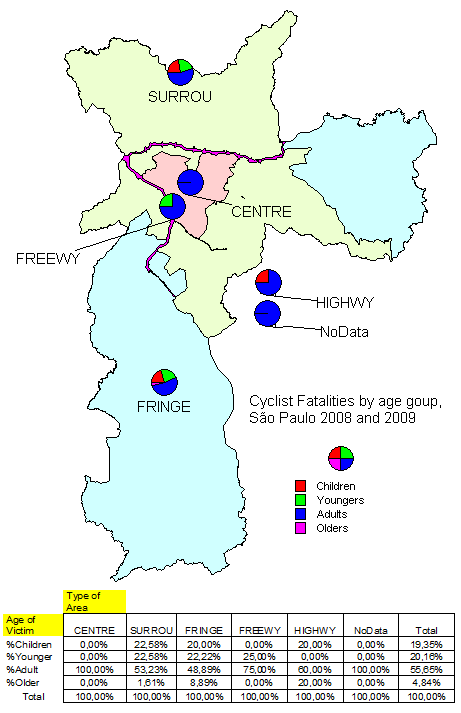 SURROU
CENTRE
FREEWY
HIGHWY
NoData
FRINGE
Cyclist Fatalities by age goup,
São Paulo 2008 and 2009
Children
Youngers
Adults
Olders
Type of
Area
Age of
Victim
CENTRE SURROU FRINGE FREEWY HIGHWY NoData Total
%Children 0,00% 22,58% 20,00% 0,00% 20,00% 0,00% 19,35%
%Younger 0,00% 22,58% 22,22% 25,00% 0,00% 0,00% 20,16%
%Adult 100,00% 53,23% 48,89% 75,00% 60,00% 100,00% 55,65%
%Older 0,00% 1,61% 8,89% 0,00% 20,00% 0,00% 4,84%
Total 100,00% 100,00% 100,00% 100,00% 100,00% 100,00% 100,00%